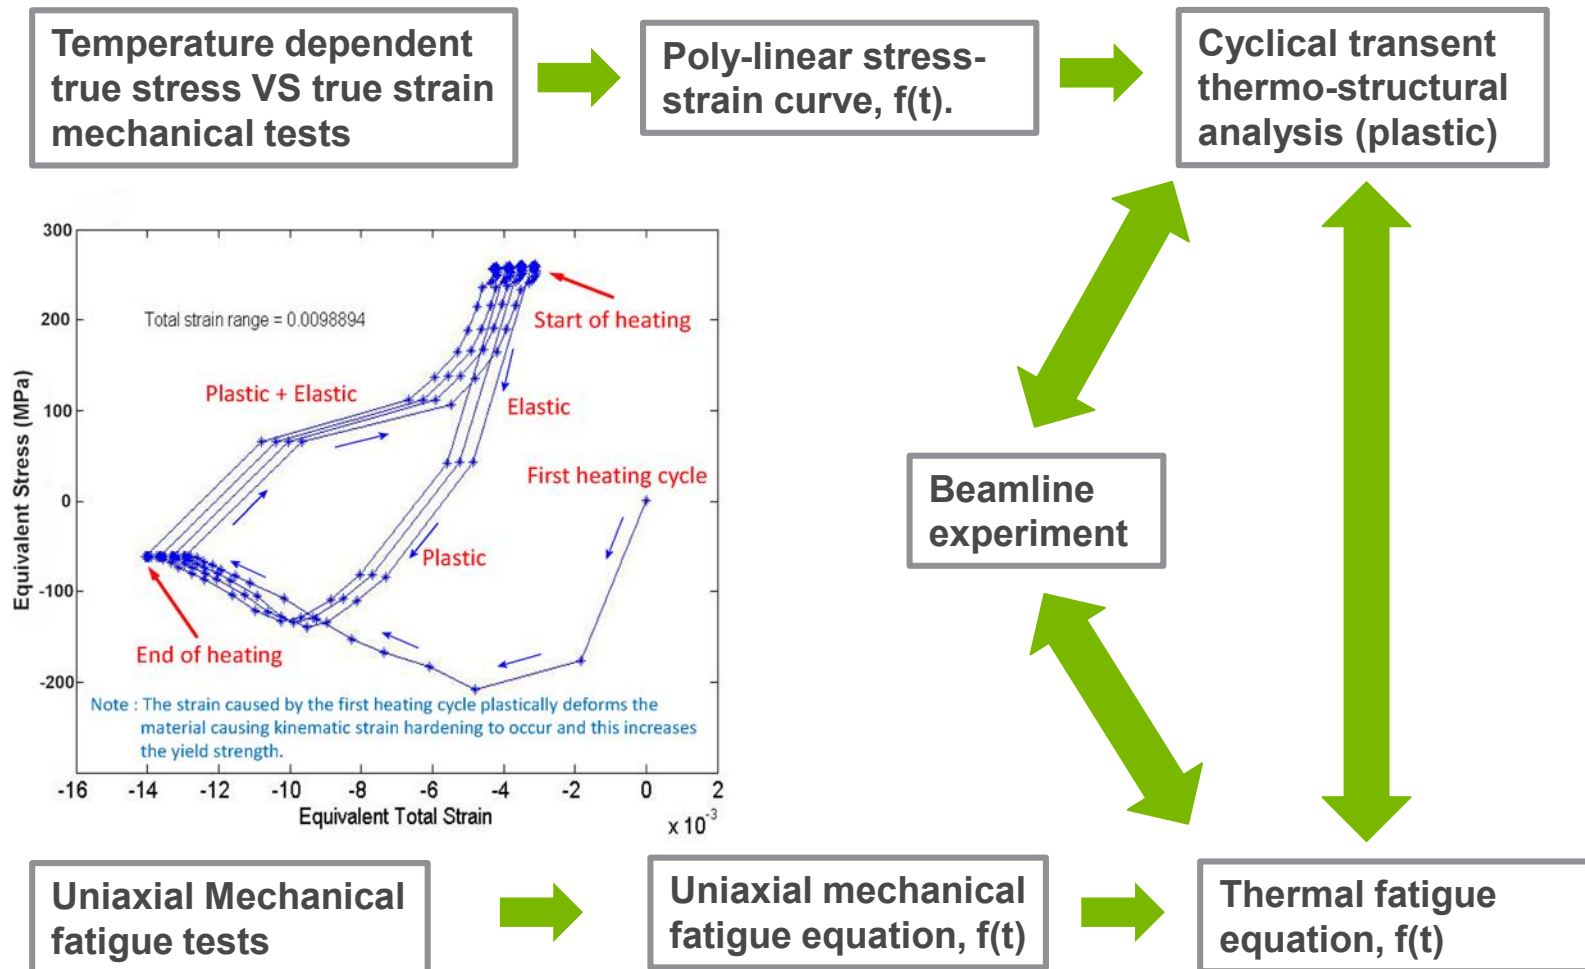 Temperature dependent
true stress VS true strain
mechanical tests
Poly-linear stress-
strain curve, f(t).
Cyclical transent
thermo-structural
analysis (plastic)
300
200
100
0
-100
-200
Equivalent Stress (MPa)
Total strain range = 0.0098894
Start of heating
Plastic + Elastic
Elastic
First heating cycle
Plastic
End of heating
Note : The strain caused by the first heating cycle plastically deforms the
material causing kinematic strain hardening to occur and this increases
the yield strength.
-16 -14 -12 -10 -8 -6 -4 -2 0 2
Equivalent Total Strain
x 10⁻³
Beamline
experiment
Uniaxial Mechanical
fatigue tests
Uniaxial mechanical
fatigue equation, f(t)
Thermal fatigue
equation, f(t)